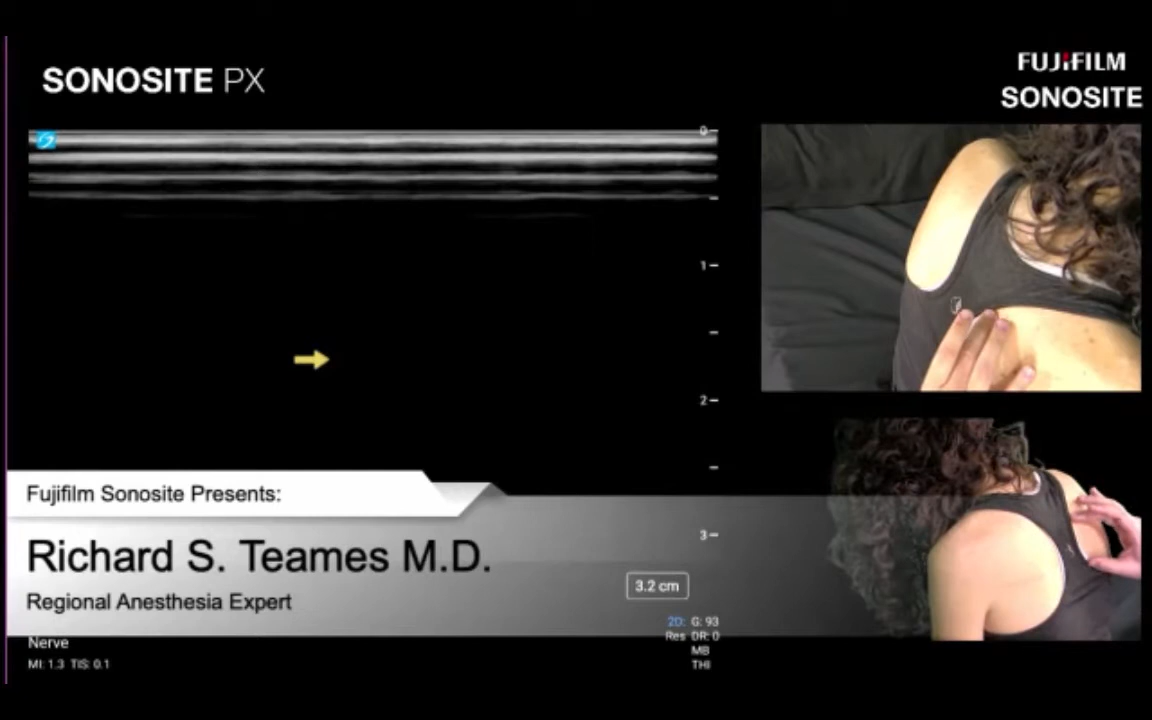 SONOSITE PX
FUJIFILM
SONOSITE
0
1
2
3
Fujifilm Sonosite Presents:
Richard S. Teames M.D.
Regional Anesthesia Expert
3.2 cm
Nerve
MI: 1.3 TIS: 0.1
2D: G: 93
Res DR: 0
MB
THI